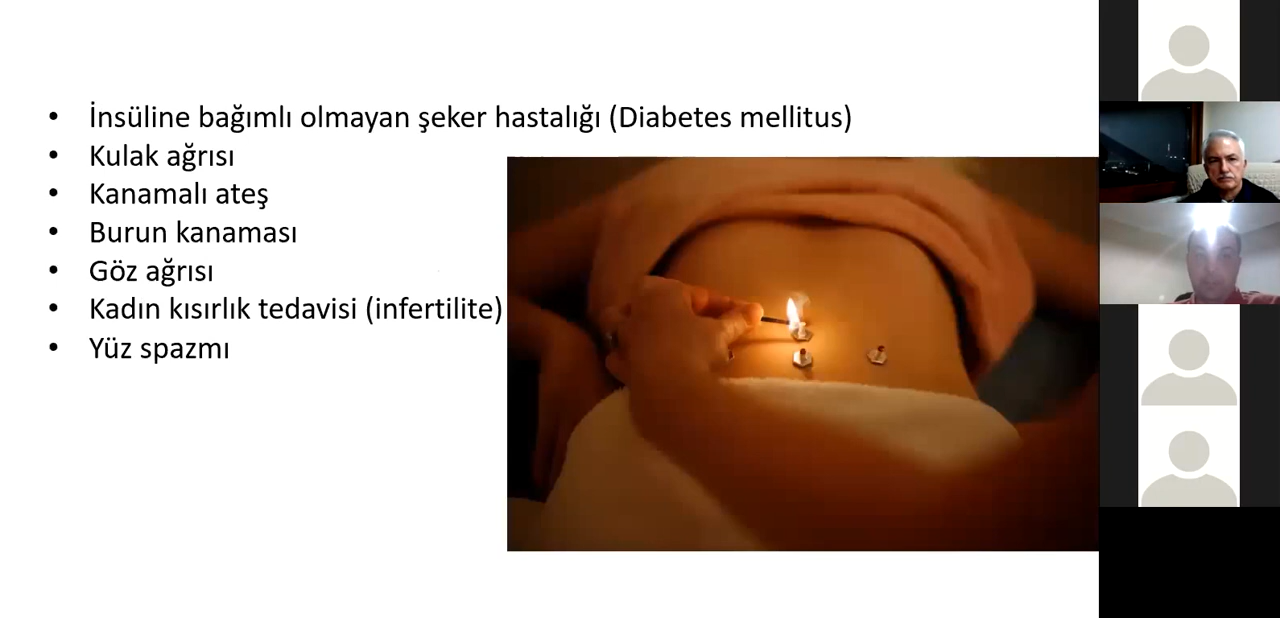 • İnsüline bağımlı olmayan şeker hastalığı (Diabetes mellitus)
• Kulak ağrısı
• Kanamalı ateş
• Burun kanaması
• Göz ağrısı
• Kadın kısırlık tedavisi (infertilite)
• Yüz spazmı